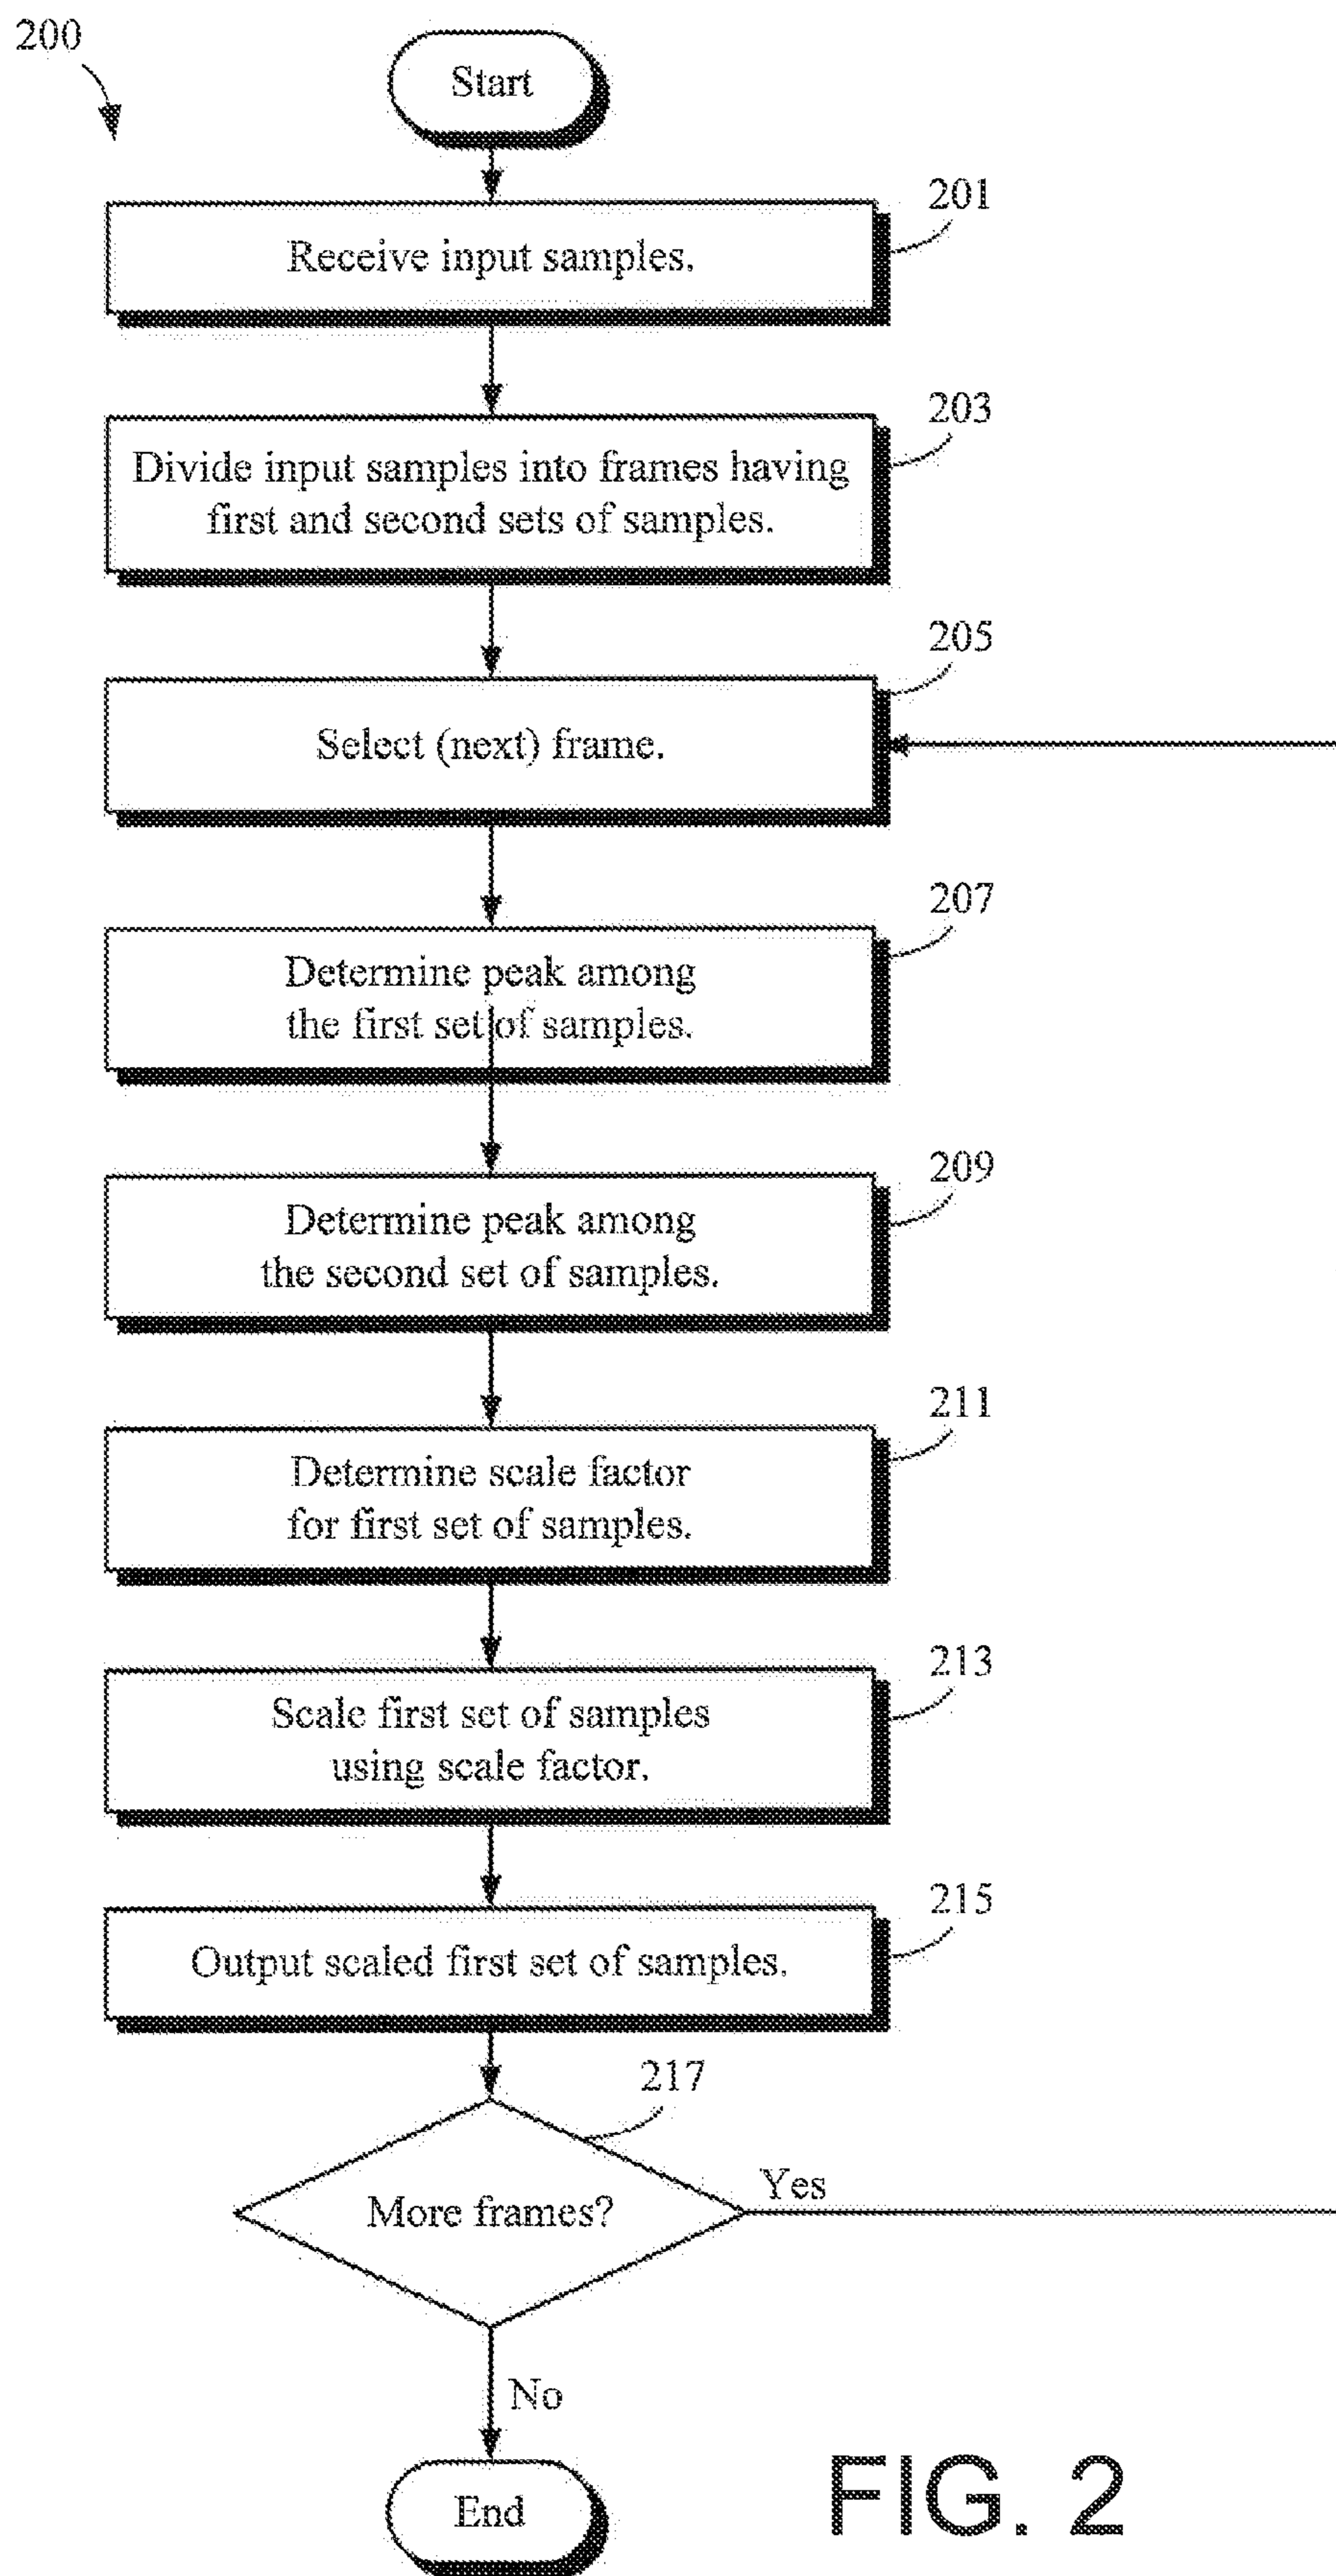 200
Start
201
Receive input samples.
203
Divide input samples into frames having
first and second sets of samples.
205
Select (next) frame.
207
Determine peak among
the first set of samples.
209
Determine peak among
the second set of samples.
211
Determine scale factor
for first set of samples.
213
Scale first set of samples
using scale factor.
215
Output scaled first set of samples.
217
More frames?
Yes
No
End
FIG. 2